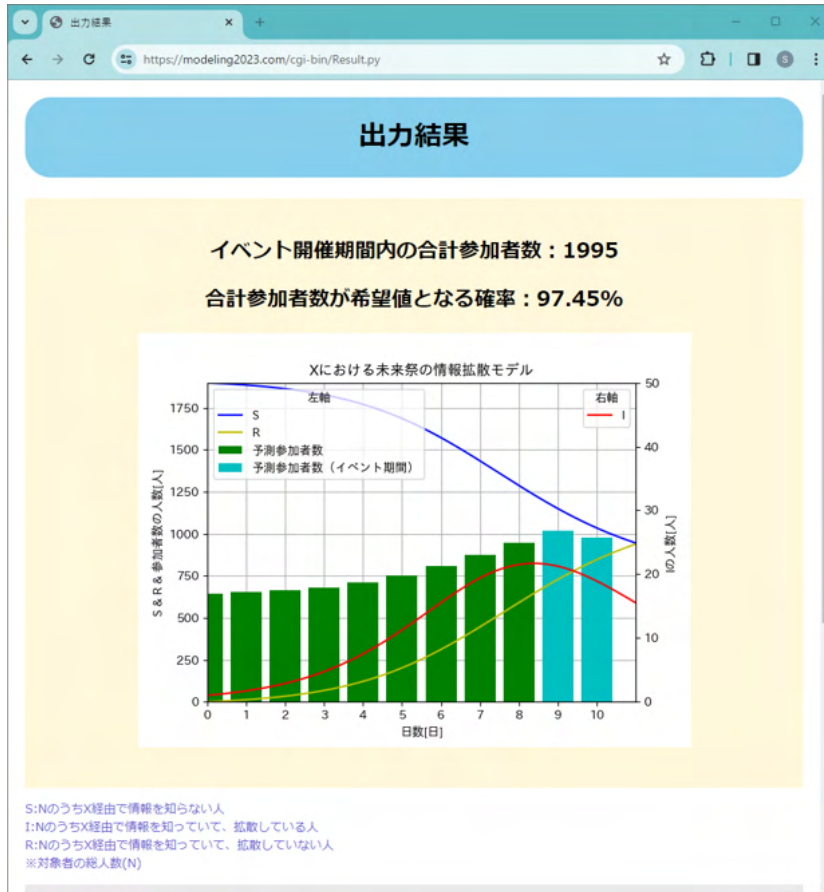 出力結果
https://modeling2023.com/cgi-bin/Result.py
S
出力結果
イベント開催期間内の合計参加者数：1995
合計参加者数が希望値となる確率：97.45%
Xにおける未来祭の情報拡散モデル
左軸
S
R
予測参加者数
予測参加者数（イベント期間）
右軸
I
S & R & 参加者数の人数[人]
1750
1500
1250
1000
750
500
250
0
50
40
30
20
10
0
Iの人数[人]
0 1 2 3 4 5 6 7 8 9 10
日数[日]
S:NのうちX経由で情報を知らない人
I:NのうちX経由で情報を知っていて、拡散している人
R:NのうちX経由で情報を知っていて、拡散していない人
※対象者の総人数(N)